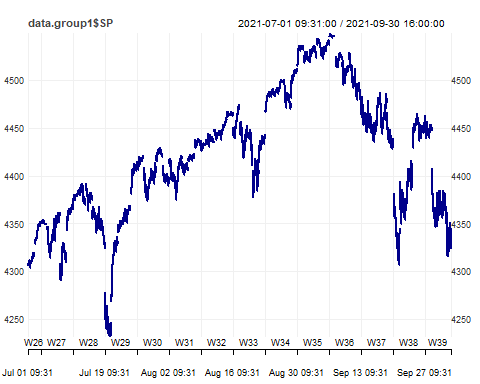 data.group1$SP 2021-07-01 09:31:00 / 2021-09-30 16:00:00
4500 4500
4450 4450
4400 4400
4350 4350
4300 4300
4250 4250
W26 W27 W28 W29 W30 W31 W32 W33 W34 W35 W36 W37 W38 W39
Jul 01 09:31 Jul 19 09:31 Aug 02 09:31 Aug 16 09:31 Aug 30 09:31 Sep 13 09:31 Sep 27 09:31